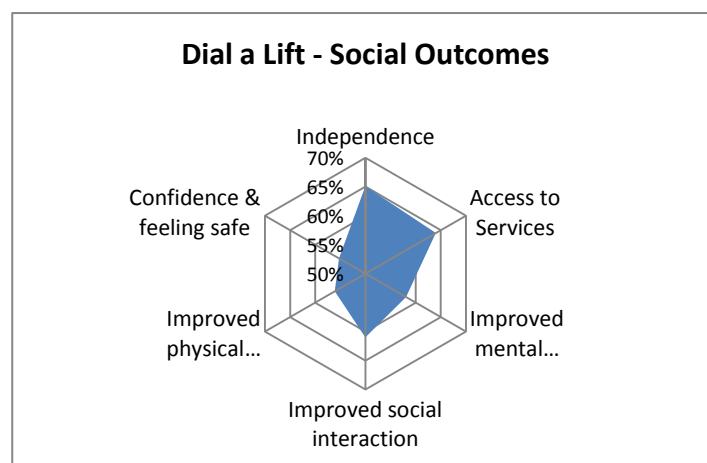 Dial a Lift - Social Outcomes
Independence
70%
65%
60%
55%
50%
Confidence &
feeling safe
Access to
Services
Improved
physical...
Improved
mental...
Improved social
interaction